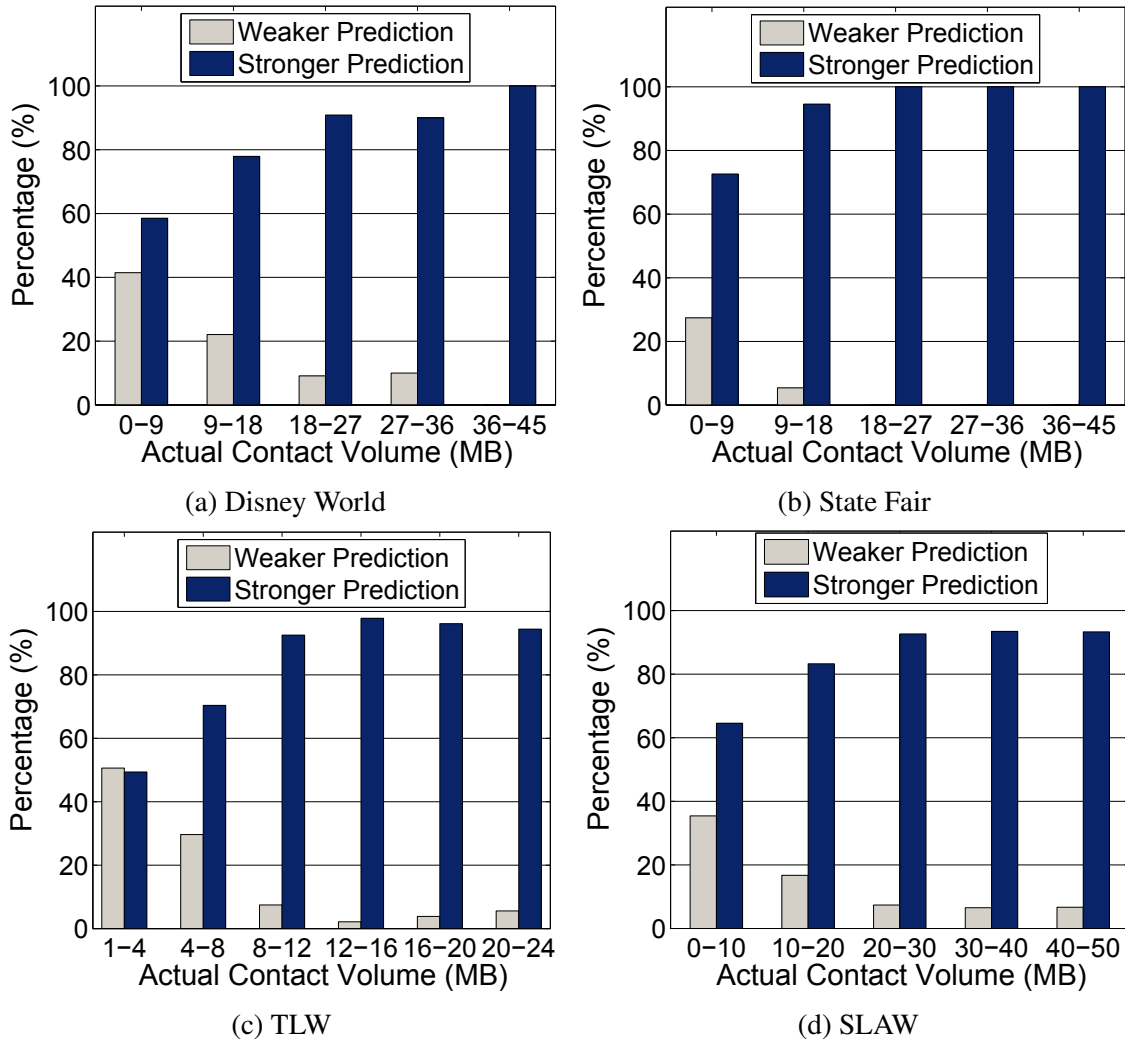 Weaker Prediction
Stronger Prediction
Percentage (%)
100
80
60
40
20
0
0−9 9−18 18−27 27−36 36−45
Actual Contact Volume (MB)
(a) Disney World
Weaker Prediction
Stronger Prediction
Percentage (%)
100
80
60
40
20
0
0−9 9−18 18−27 27−36 36−45
Actual Contact Volume (MB)
(b) State Fair
Weaker Prediction
Stronger Prediction
Percentage (%)
100
80
60
40
20
0
1−4 4−8 8−12 12−16 16−20 20−24
Actual Contact Volume (MB)
(c) TLW
Weaker Prediction
Stronger Prediction
Percentage (%)
100
80
60
40
20
0
0−10 10−20 20−30 30−40 40−50
Actual Contact Volume (MB)
(d) SLAW